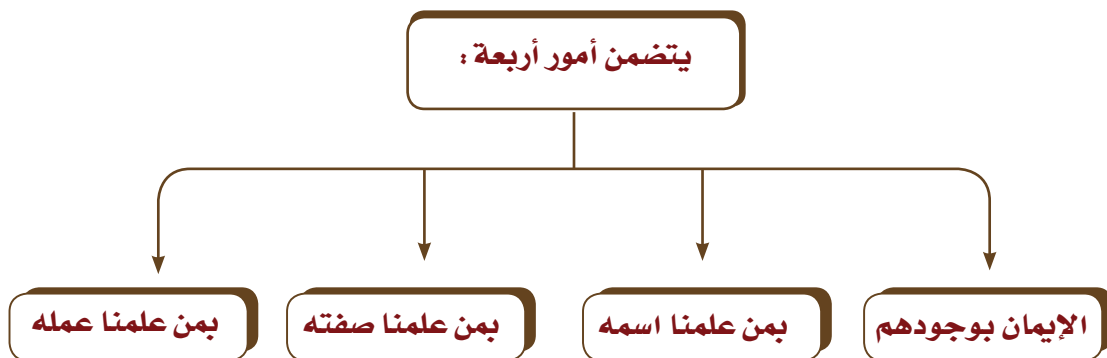 يتضمن أمور أربعة :
الإيمان بوجودهم
بمن علمنا اسمه
بمن علمنا صفته
بمن علمنا عمله